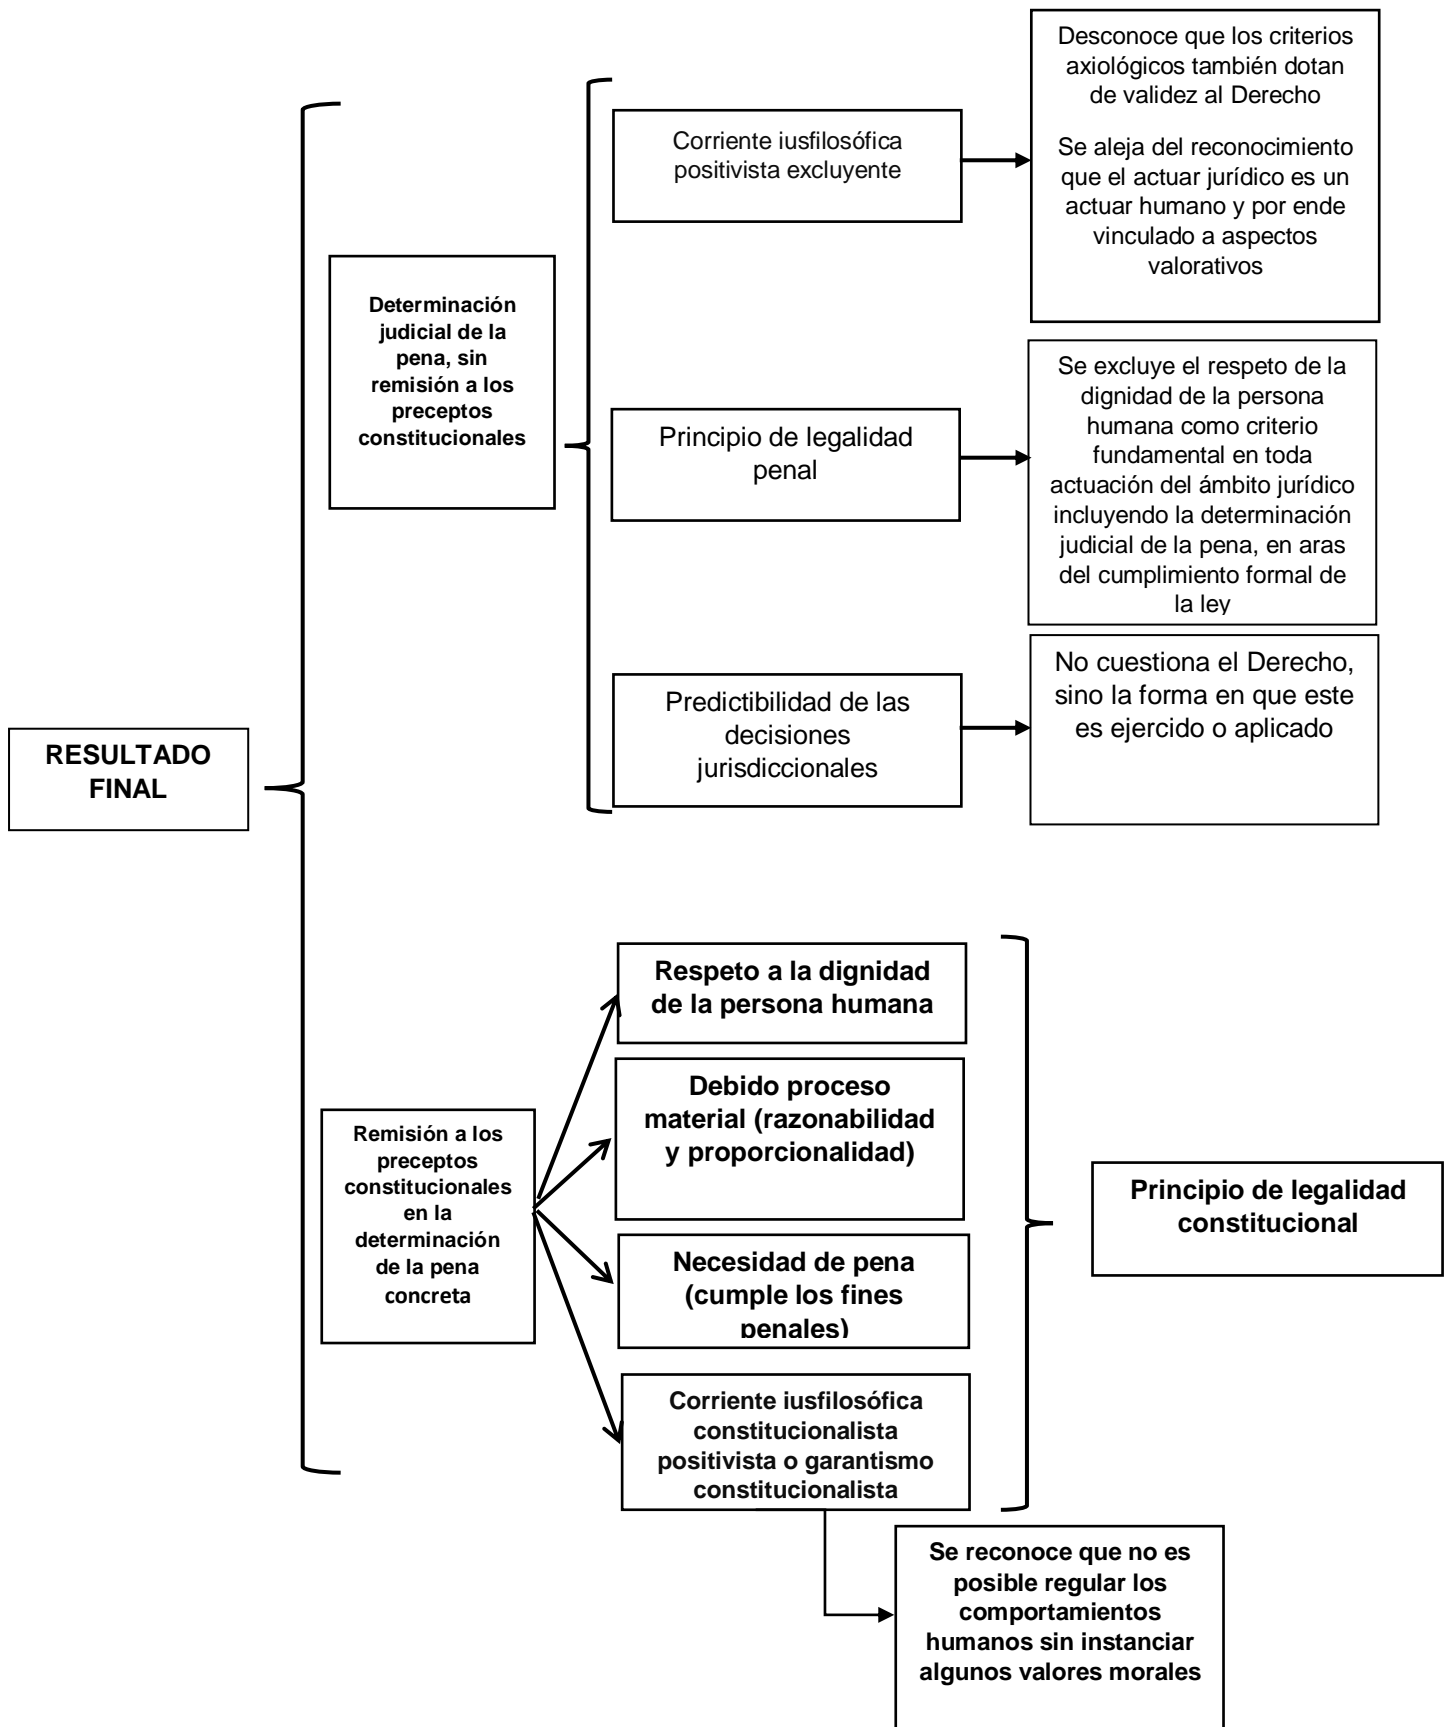 RESULTADO
FINAL
Determinación
judicial de la
pena, sin
remisión a los
preceptos
constitucionales
Corriente iusfilosófica
positivista excluyente
Desconoce que los criterios
axiológicos también dotan
de validez al Derecho
Se aleja del reconocimiento
que el actuar jurídico es un
actuar humano y por ende
vinculado a aspectos
valorativos
Principio de legalidad
penal
Se excluye el respeto de la
dignidad de la persona
humana como criterio
fundamental en toda
actuación del ámbito jurídico
incluyendo la determinación
judicial de la pena, en aras
del cumplimiento formal de
la ley
Predictibilidad de las
decisiones
jurisdiccionales
No cuestiona el Derecho,
sino la forma en que este
es ejercido o aplicado
Remisión a los
preceptos
constitucionales
en la
determinación
de la pena
concreta
Respeto a la dignidad
de la persona humana
Debido proceso
material (razonabilidad
y proporcionalidad)
Necesidad de pena
(cumple los fines
penales)
Corriente iusfilosófica
constitucionalista
positivista o garantismo
constitucionalista
Principio de legalidad
constitucional
Se reconoce que no es
posible regular los
comportamientos
humanos sin instanciar
algunos valores morales